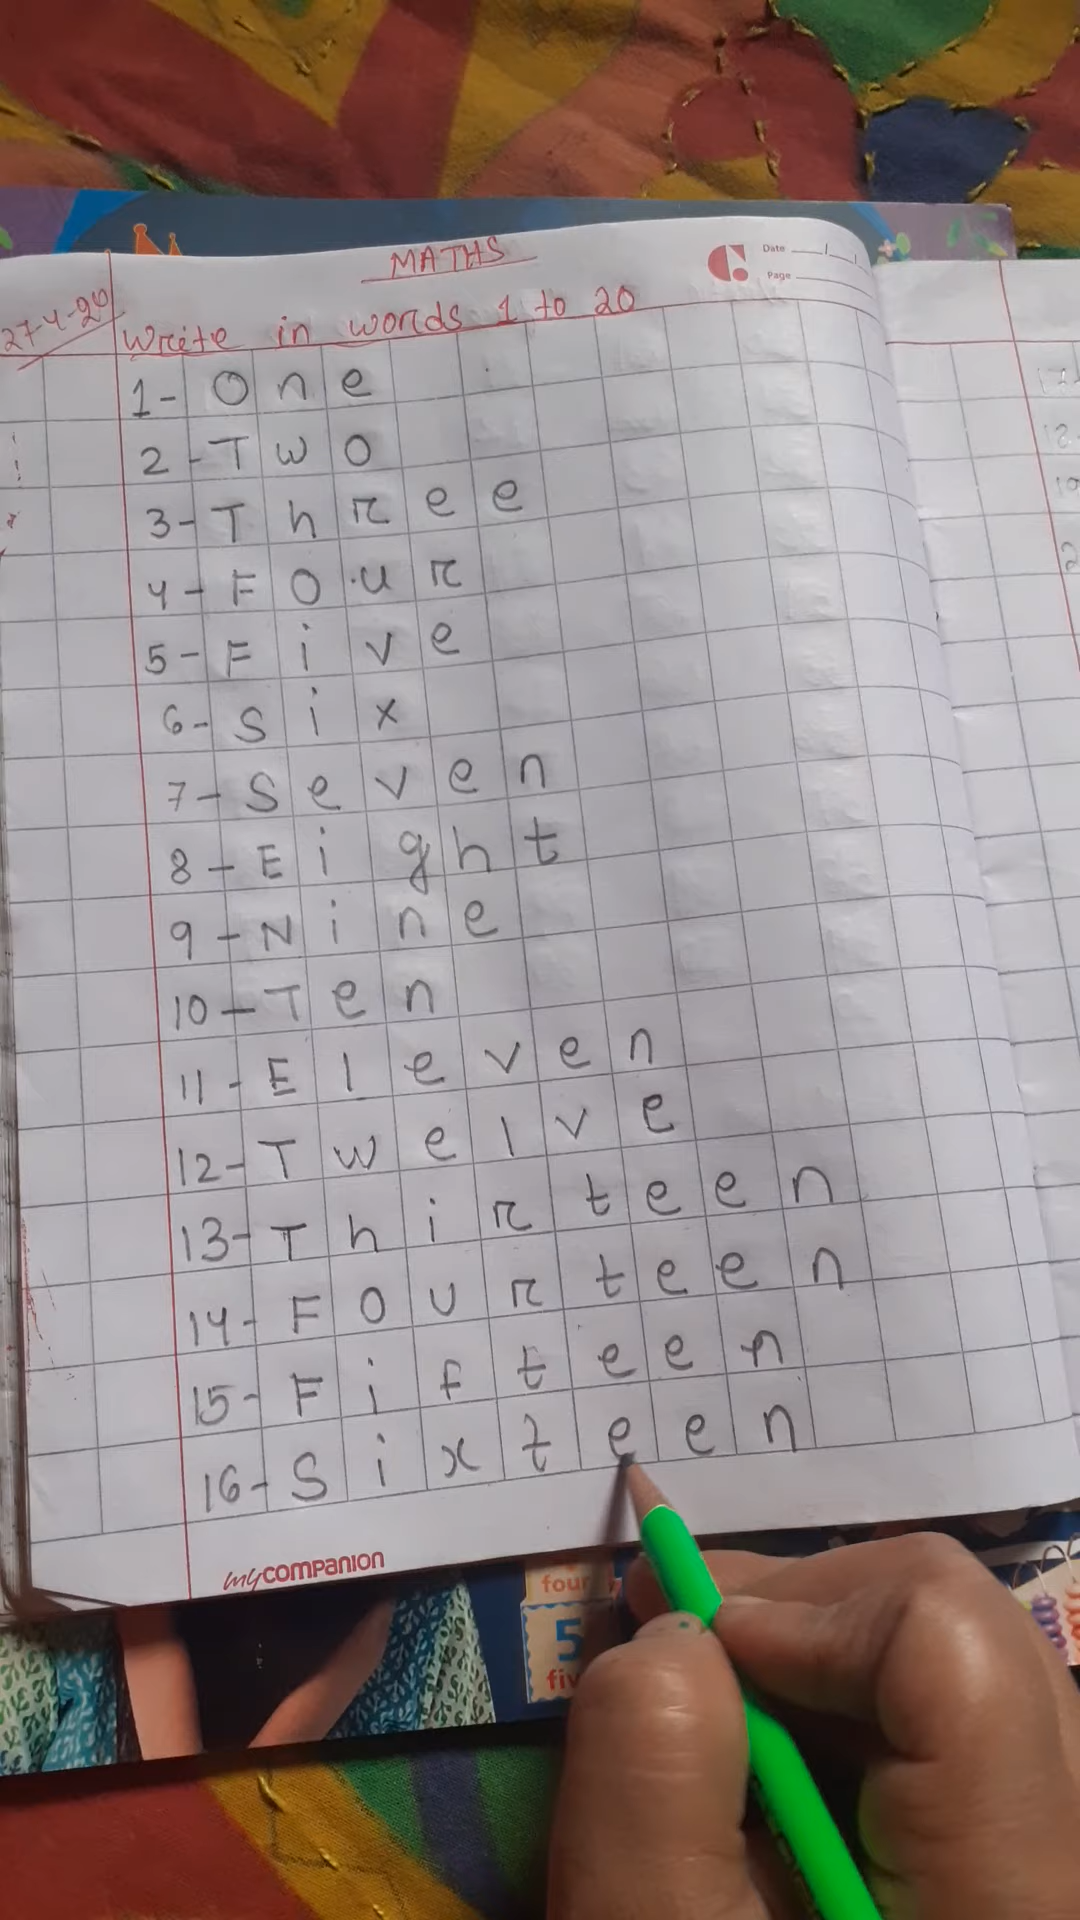 MATHS
Date
Page
27-4-20
Write in words 1 to 20
1- One
2- Two
3- Three
4- Four
5- Five
6- Six
7- Seven
8- Eight
9- Nine
10- Ten
11- Eleven
12- Twelve
13- Thirteen
14- Fourteen
15- Fifteen
16- Sixteen
my companion
four
5